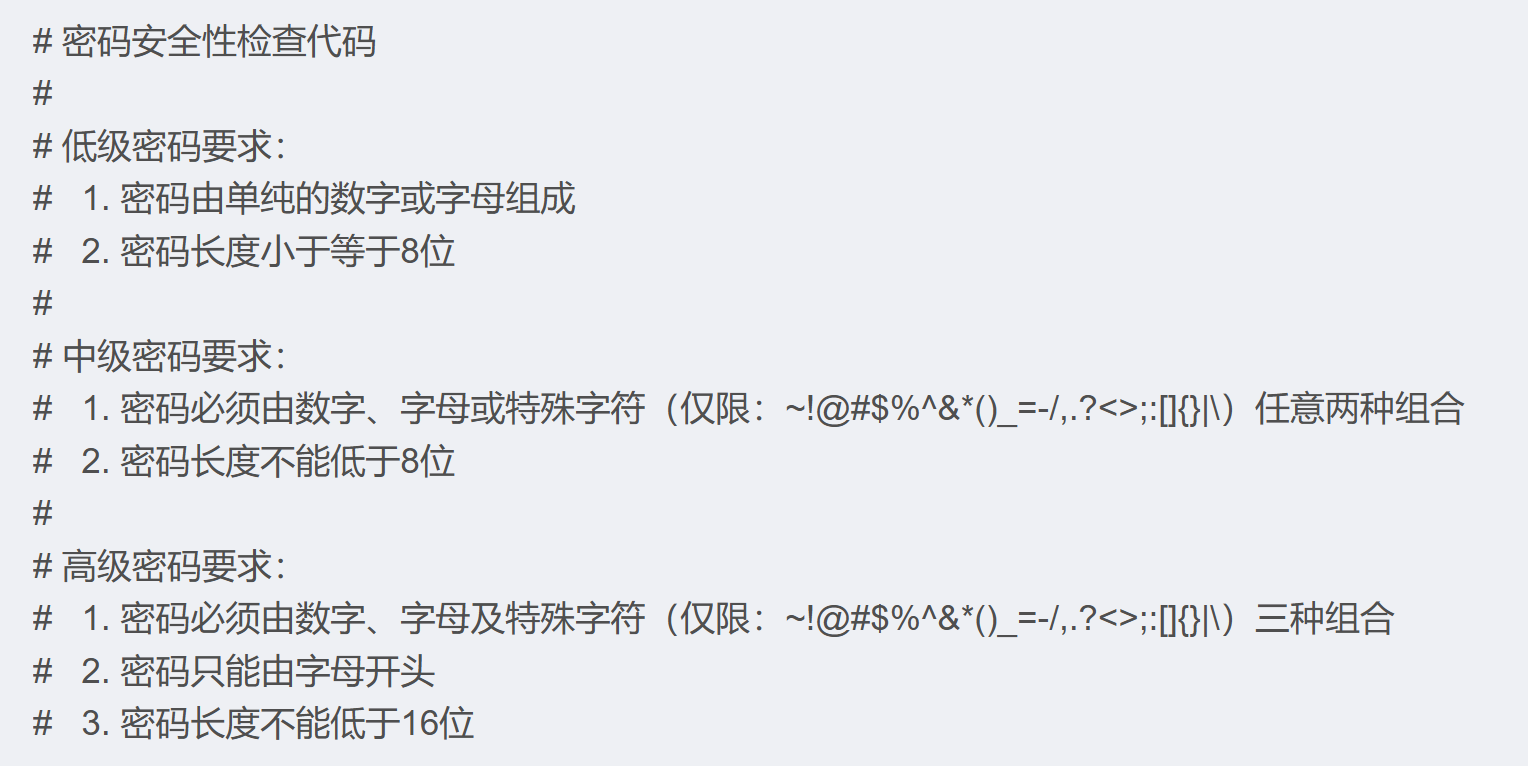 # 密码安全性检查代码
#
# 低级密码要求：
#   1. 密码由单纯的数字或字母组成
#   2. 密码长度小于等于8位
#
# 中级密码要求：
#   1. 密码必须由数字、字母或特殊字符（仅限：~!@#$%^&*()_=-/,.?<>;:[]{}|\）任意两种组合
#   2. 密码长度不能低于8位
#
# 高级密码要求：
#   1. 密码必须由数字、字母及特殊字符（仅限：~!@#$%^&*()_=-/,.?<>;:[]{}|\）三种组合
#   2. 密码只能由字母开头
#   3. 密码长度不能低于16位